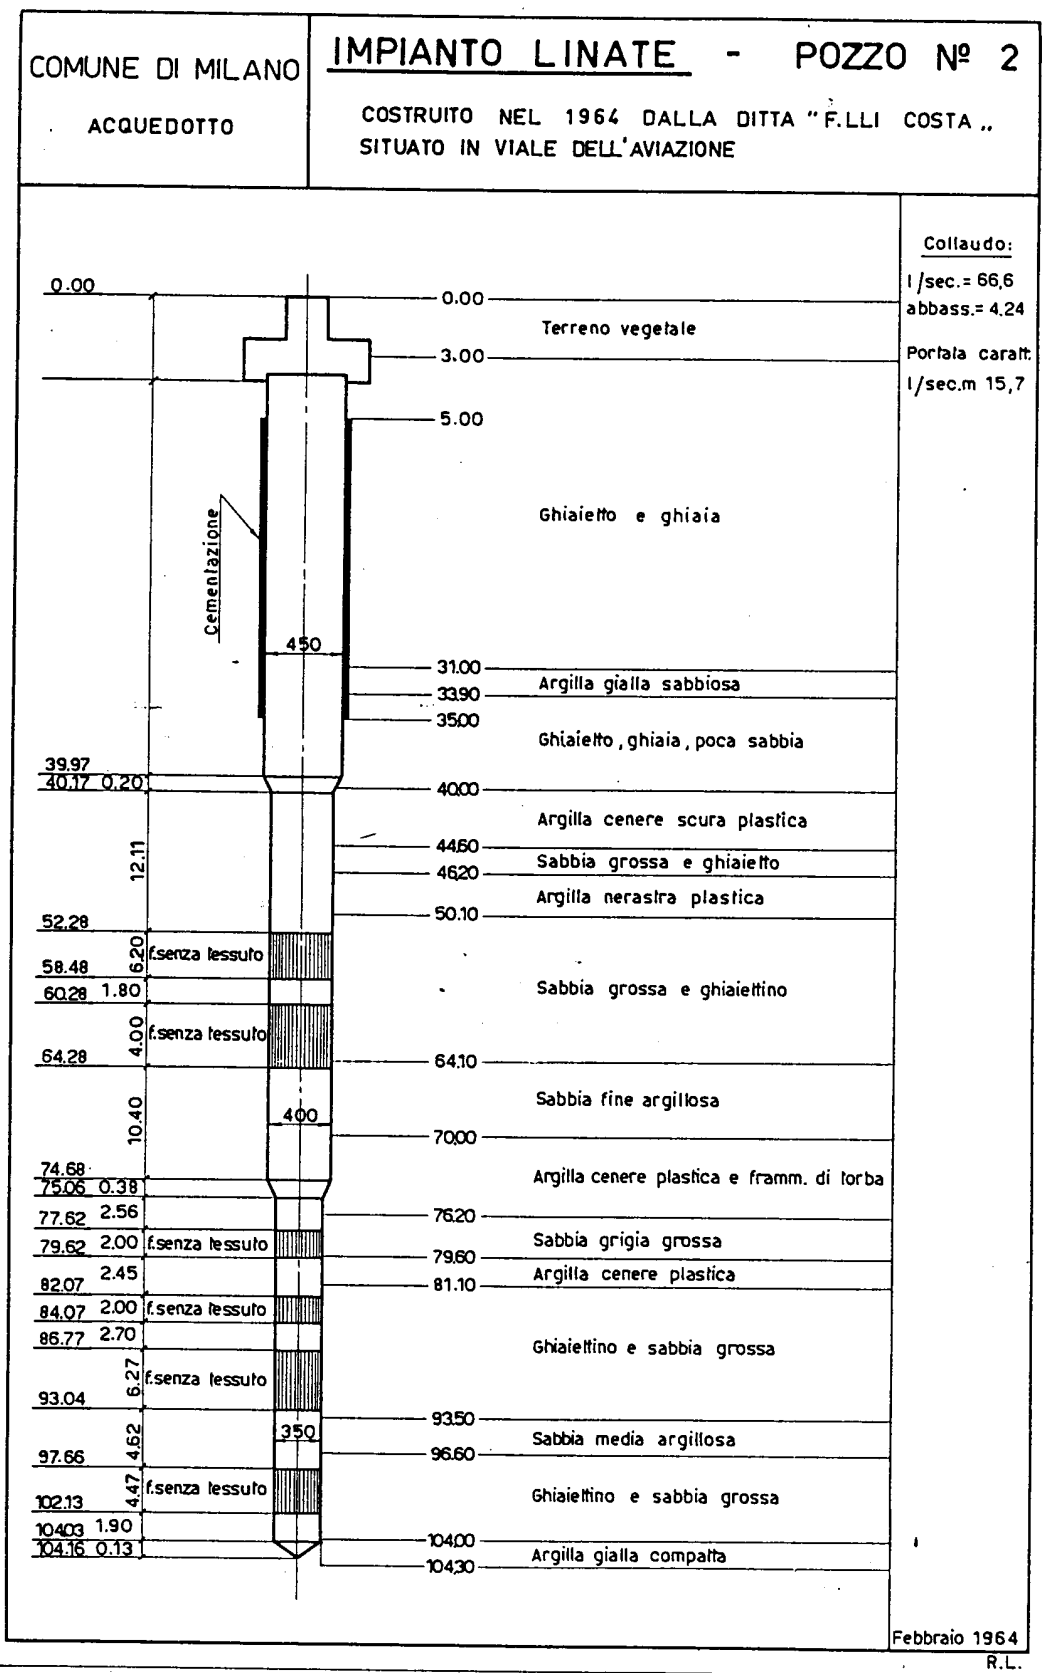 COMUNE DI MILANO
ACQUEDOTTO
IMPIANTO LINATE - POZZO Nº 2
COSTRUITO NEL 1964 DALLA DITTA "F.LLI COSTA„
SITUATO IN VIALE DELL'AVIAZIONE
Collaudo:
l/sec.= 66,6
abbass.= 4.24
Portata caratt.
l/sec.m 15,7
0.00
0.00
Terreno vegetale
3.00
5.00
Ghiaietto e ghiaia
Cementazione
450
31.00
Argilla gialla sabbiosa
33.90
35.00
Ghiaietto, ghiaia, poca sabbia
39.97
40.17 0.20
40.00
Argilla cenere scura plastica
12.11
44.60
Sabbia grossa e ghiaietto
46.20
Argilla nerastra plastica
50.10
52.28
6.20 f.senza tessuto
58.48
60.28 1.80
Sabbia grossa e ghiaiettino
4.00 f.senza tessuto
64.28
64.10
Sabbia fine argillosa
10.40
400
70.00
74.68
75.06 0.38
Argilla cenere plastica e framm. di torba
77.62 2.56
76.20
79.62 2.00 f.senza tessuto
Sabbia grigia grossa
79.60
82.07 2.45
Argilla cenere plastica
81.10
84.07 2.00 f.senza tessuto
86.77 2.70
Ghiaiettino e sabbia grossa
6.27 f.senza tessuto
93.04
93.50
350
4.62
Sabbia media argillosa
97.66
96.60
4.47 f.senza tessuto
Ghiaiettino e sabbia grossa
102.13
104.03 1.90
104.00
104.16 0.13
Argilla gialla compatta
104.30
Febbraio 1964
R.L.